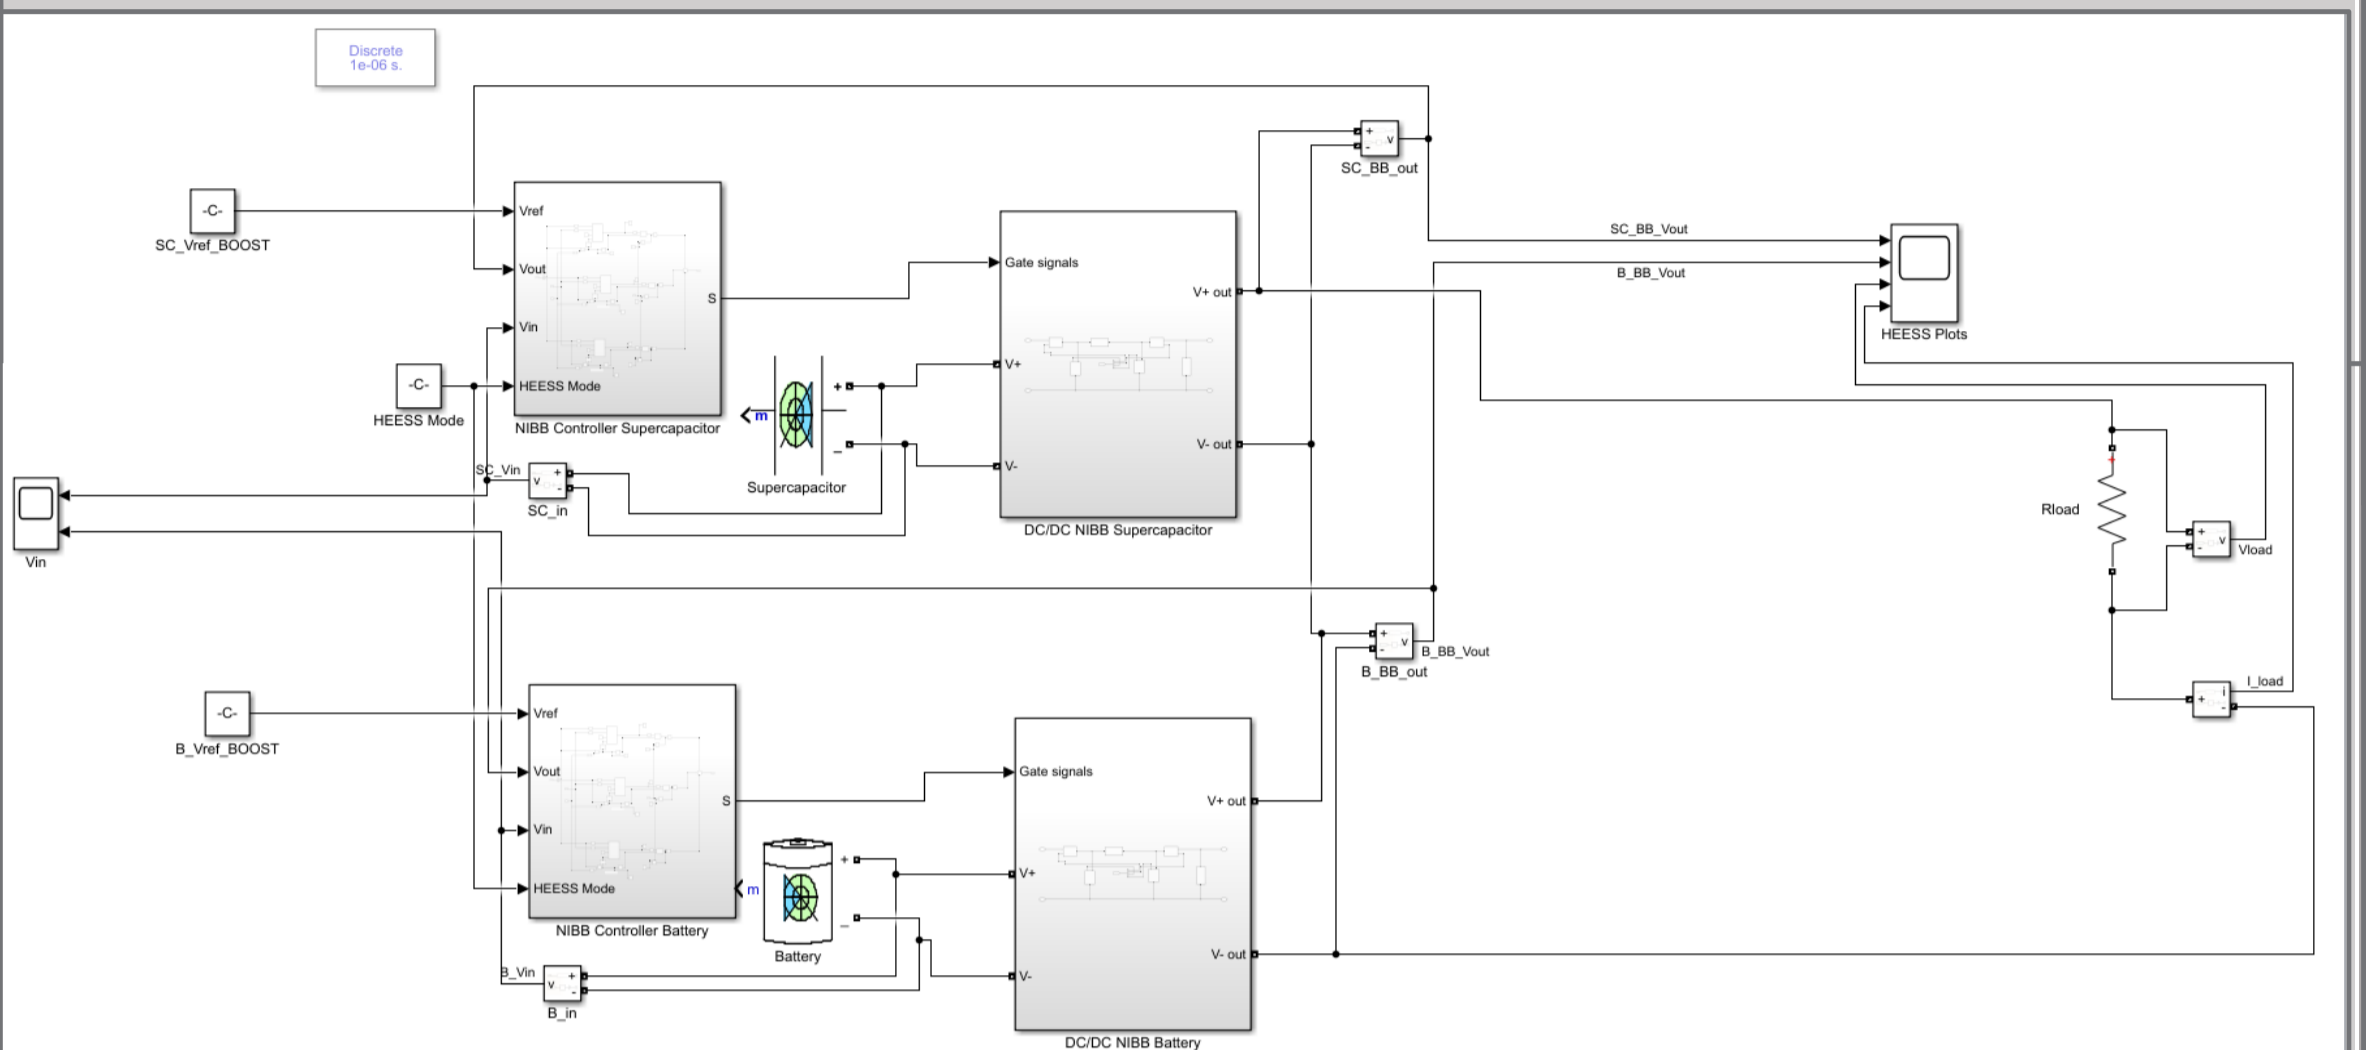 Discrete
1e-06 s.
+
v
-
SC_BB_out
-C-
SC_Vref_BOOST
Vref
Vout
Vin
HEESS Mode
S
NIBB Controller Supercapacitor
-C-
HEESS Mode
Gate signals
V+
V-
V+ out
V- out
DC/DC NIBB Supercapacitor
SC_BB_Vout
B_BB_Vout
HEESS Plots
m
+
_
Supercapacitor
SC_Vin
v
+
-
SC_in
Vin
Rload
+
+
-
v
Vload
+
-
v
B_BB_Vout
B_BB_out
I_load
+
i
-
-C-
B_Vref_BOOST
Vref
Vout
Vin
HEESS Mode
S
NIBB Controller Battery
Gate signals
V+
V-
V+ out
V- out
DC/DC NIBB Battery
m
+
_
Battery
B_Vin
v
+
-
B_in